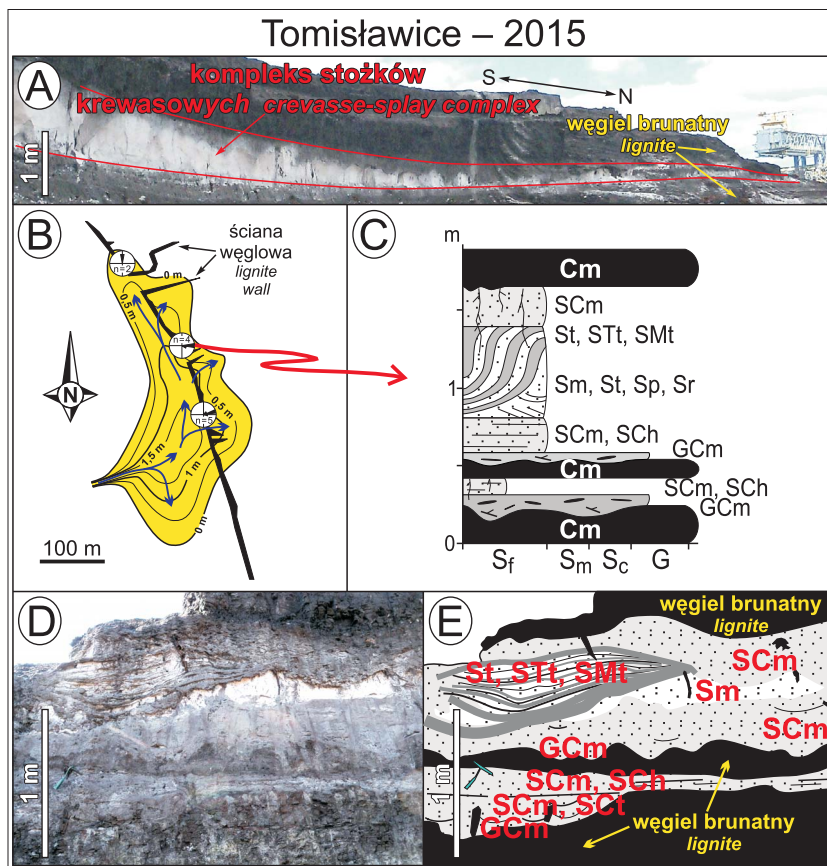 Tomisławice – 2015
A
kompleks stożków
krewasowych crevasse-splay complex
S
N
węgiel brunatny
lignite
1 m
B
ściana
węglowa
lignite
wall
n=2
0 m
0,5 m
n=4
N
0,5 m
n=5
1,5 m
1 m
0 m
100 m
C
m
Cm
SCm
St, STt, SMt
1
Sm, St, Sp, Sr
SCm, SCh
GCm
Cm
SCm, SCh
GCm
Cm
0
Sf Sm Sc G
D
1 m
E
węgiel brunatny
lignite
St, STt, SMt
SCm
Sm
SCm
GCm
SCm, SCh
SCm, SCt
GCm
1 m
węgiel brunatny
lignite